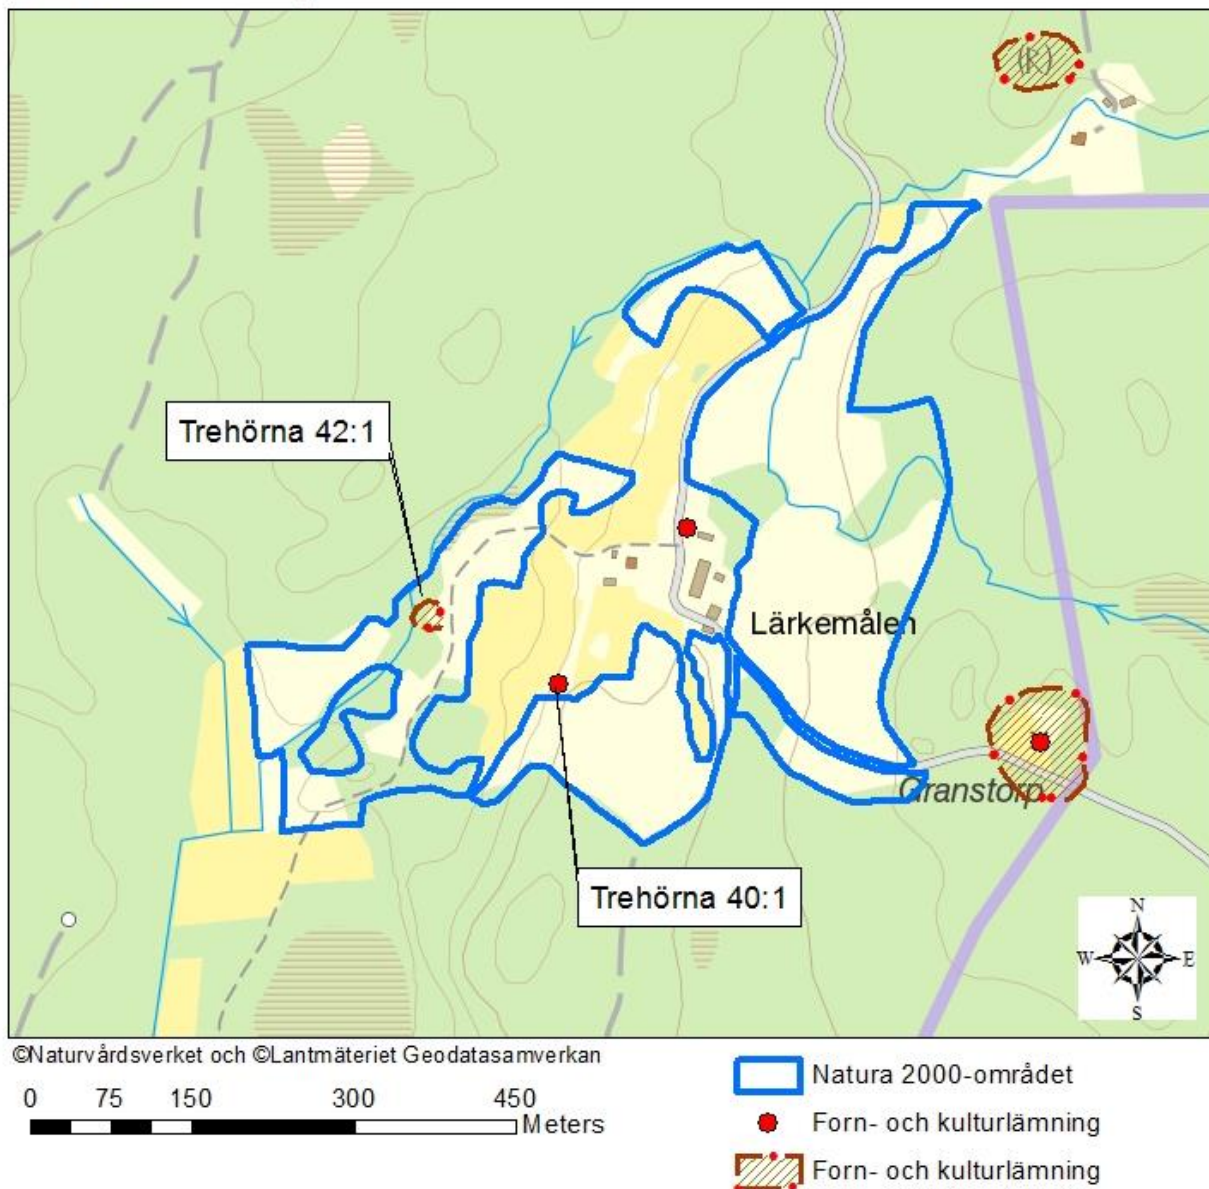 (R)
Trehörna 42:1
Lärkemålen
Granstorp
Trehörna 40:1
N
W E
S
©Naturvårdsverket och ©Lantmäteriet Geodatasamverkan
0 75 150 300 450
Meters
Natura 2000-området
Forn- och kulturlämning
Forn- och kulturlämning